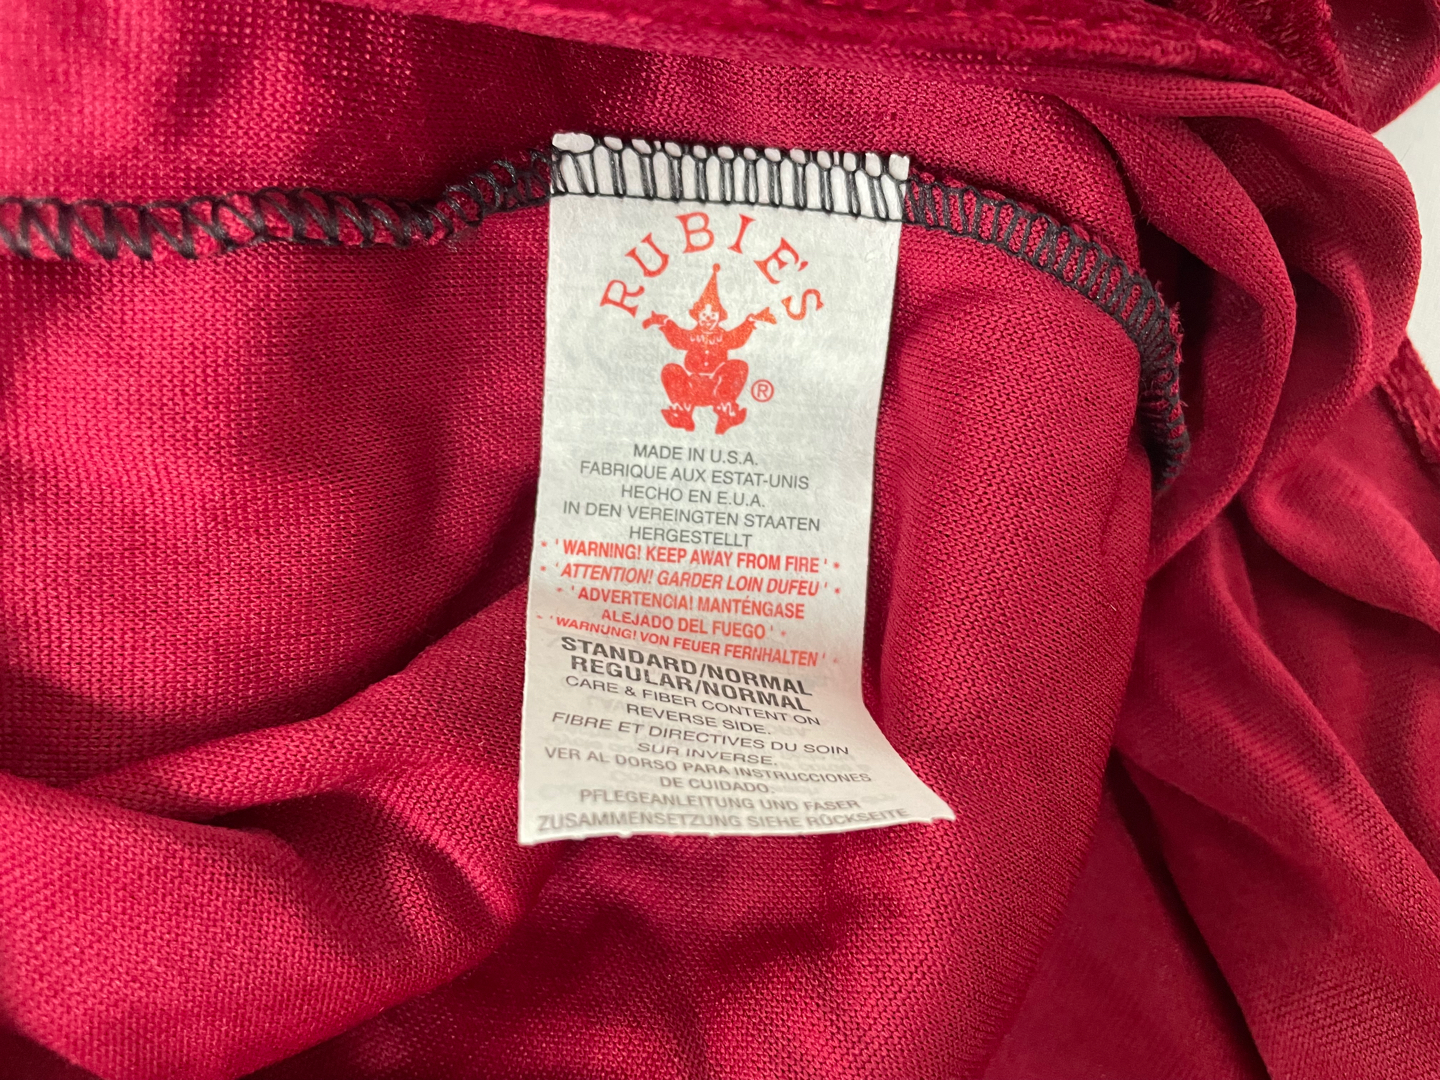 RUBIE'S
®
MADE IN U.S.A.
FABRIQUE AUX ESTAT-UNIS
HECHO EN E.U.A.
IN DEN VEREINGTEN STAATEN
HERGESTELLT
* ' WARNING! KEEP AWAY FROM FIRE ' *
* ' ATTENTION! GARDER LOIN DUFEU ' *
* ' ADVERTENCIA! MANTÉNGASE
ALEJADO DEL FUEGO ' *
* ' WARNUNG! VON FEUER FERNHALTEN ' *
STANDARD/NORMAL
REGULAR/NORMAL
CARE & FIBER CONTENT ON
REVERSE SIDE.
FIBRE ET DIRECTIVES DU SOIN
SUR INVERSE.
VER AL DORSO PARA INSTRUCCIONES
DE CUIDADO.
PFLEGEANLEITUNG UND FASER
ZUSAMMENSETZUNG SIEHE RÜCKSEITE